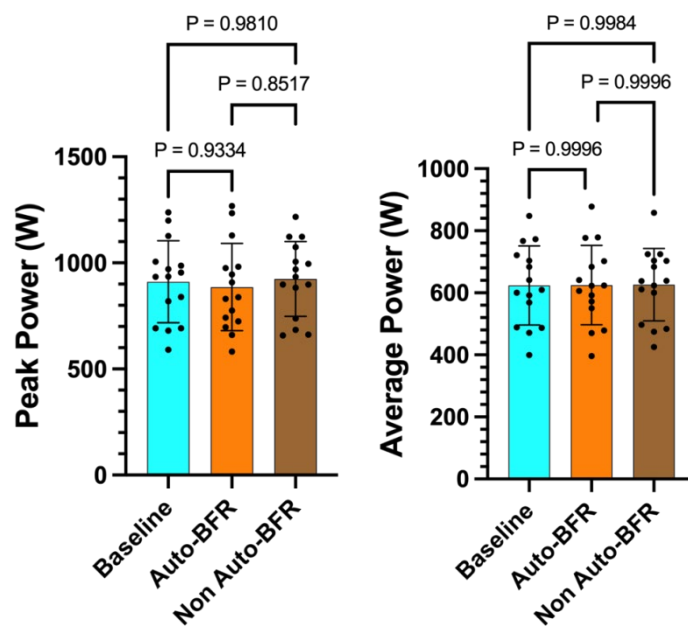 P = 0.9810
P = 0.8517
P = 0.9334
1500
1000
500
0
Peak Power (W)
Baseline
Auto-BFR
Non Auto-BFR
P = 0.9984
P = 0.9996
P = 0.9996
1000
800
600
400
200
0
Average Power (W)
Baseline
Auto-BFR
Non Auto-BFR